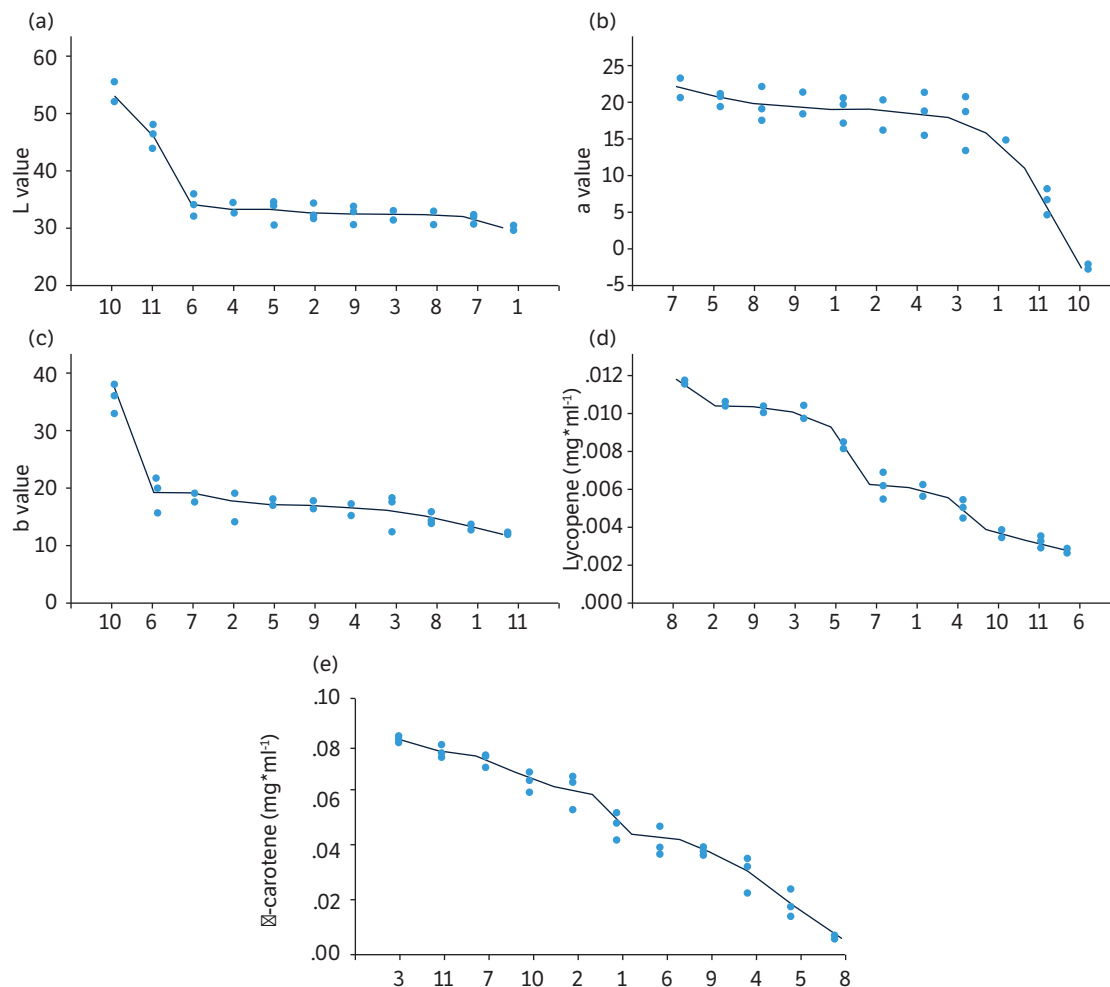 (a)
L value
60
50
40
30
20
10 11 6 4 5 2 9 3 8 7 1
(b)
a value
25
20
15
10
5
0
-5
7 5 8 9 1 2 4 3 1 11 10
(c)
b value
40
30
20
10
0
10 6 7 2 5 9 4 3 8 1 11
(d)
Lycopene (mg*ml-1)
.012
.010
.008
.006
.004
.002
.000
8 2 9 3 5 7 1 4 10 11 6
(e)
☒-carotene (mg*ml-1)
.10
.08
.06
.04
.02
.00
3 11 7 10 2 1 6 9 4 5 8